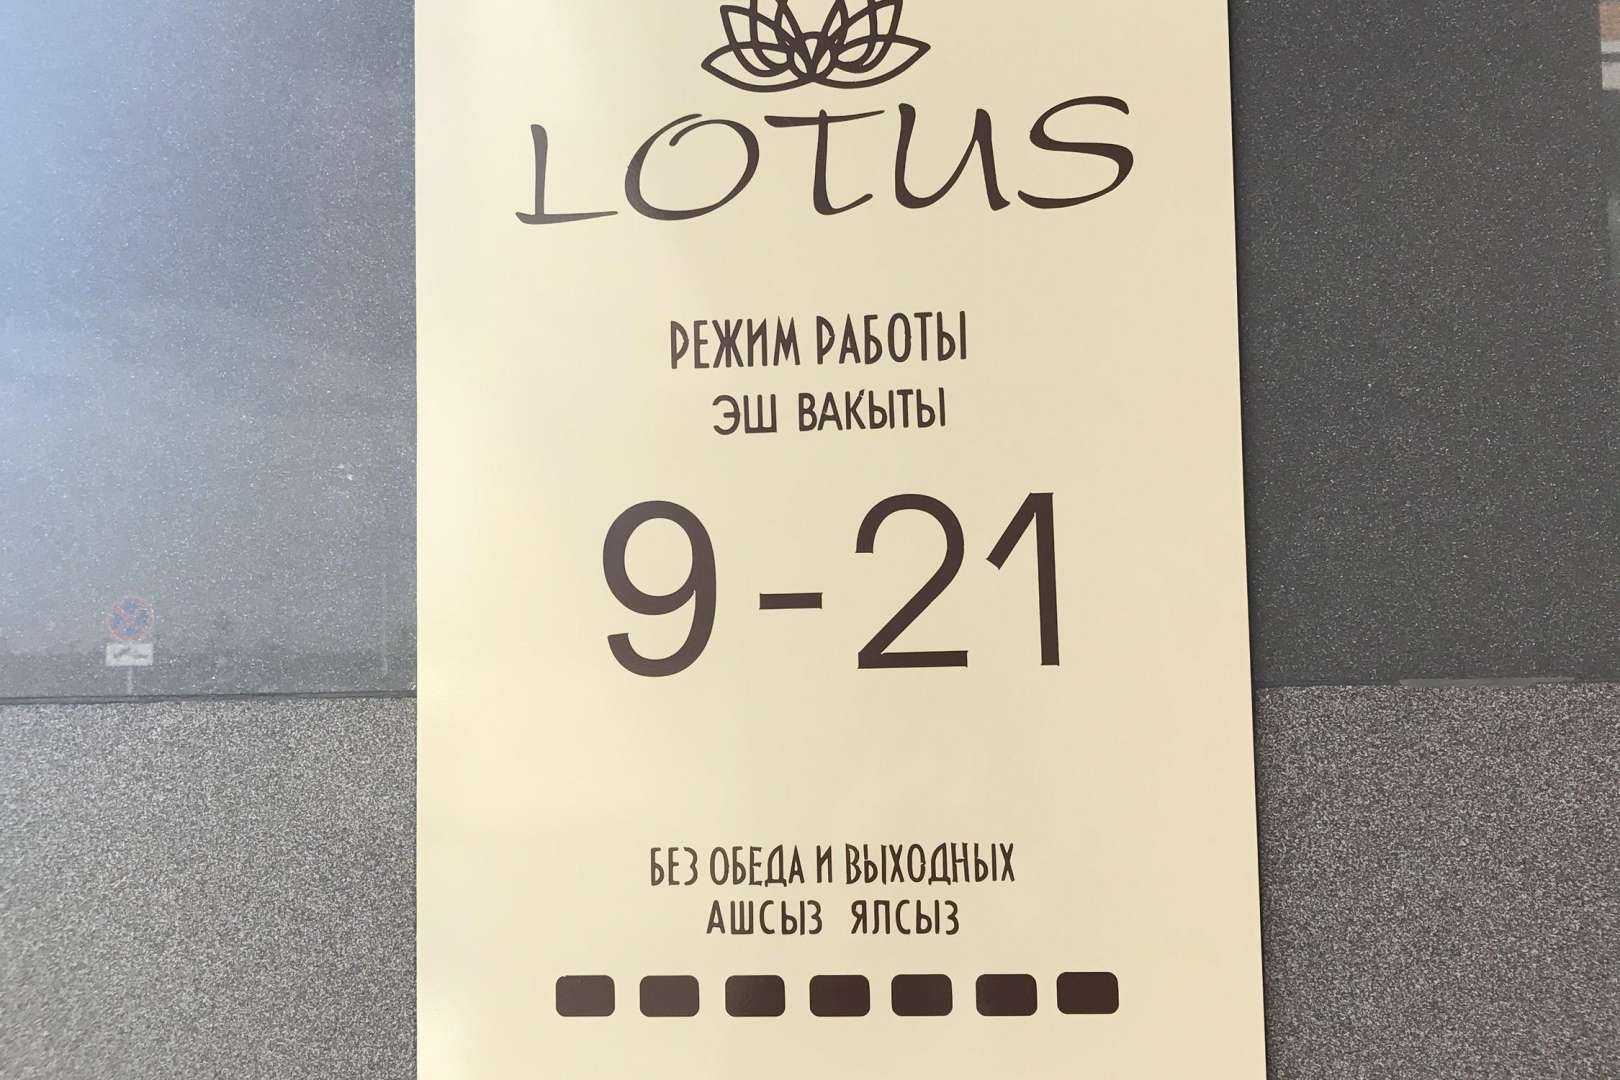 LOTUS
РЕЖИМ РАБОТЫ
ЭШ ВАКЫТЫ
9-21
БЕЗ ОБЕДА И ВЫХОДНЫХ
АШСЫЗ ЯЛСЫЗ